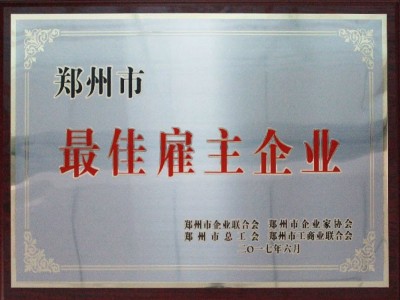 郑州市
最佳雇主企业
郑州市企业联合会 郑州市企业家协会
郑州市总工会 郑州市工商业联合会
二〇一七年六月